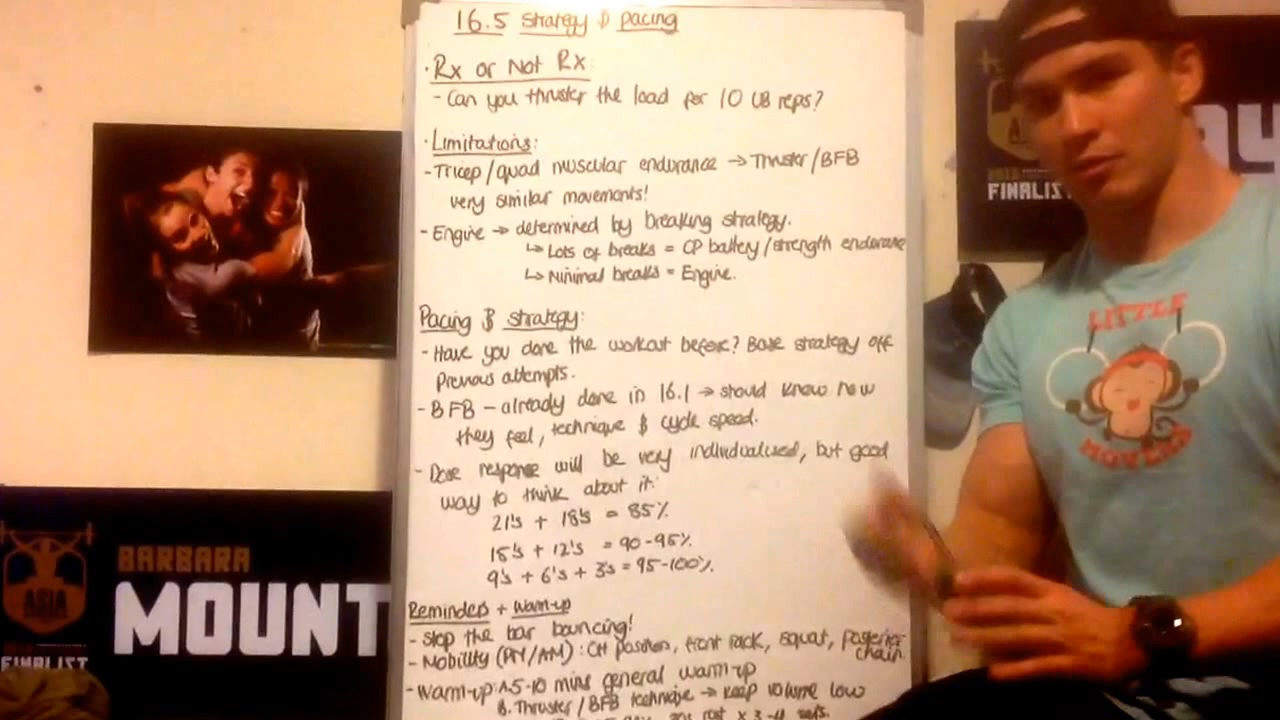 16.5 strategy & pacing
· Rx or Not Rx:
- Can you thruster the load for 10 UB reps?
· Limitations:
- Tricep/quad muscular endurance → Thruster/BFB
very similar movements!
- Engine → determined by breaking strategy.
↳ Lots of breaks = CP battery/strength endurance
↳ Minimal breaks = Engine.
Pacing & strategy:
- Have you done the workout before? Base strategy off
previous attempts.
- BFB - already done in 16.1 → should know how
they feel, technique & cycle speed.
- Dose response will be very individualised, but good
way to think about it:
21's + 18's = 85%
15's + 12's = 90-95%
9's + 6's + 3's = 95-100%.
Reminders + warm-up
- Stop the bar bouncing!
- Mobility (PM/AM): OH position, front rack, squat, posterior
chain.
- Warm-up: A. 5-10 mins general warm-up
B. Thruster/BFB technique → keep volume low
rest x 3-4 sets.
BARBARA
MOUNT
ASIA
FINALIST
FINALIST
LITTLE
MOVERS